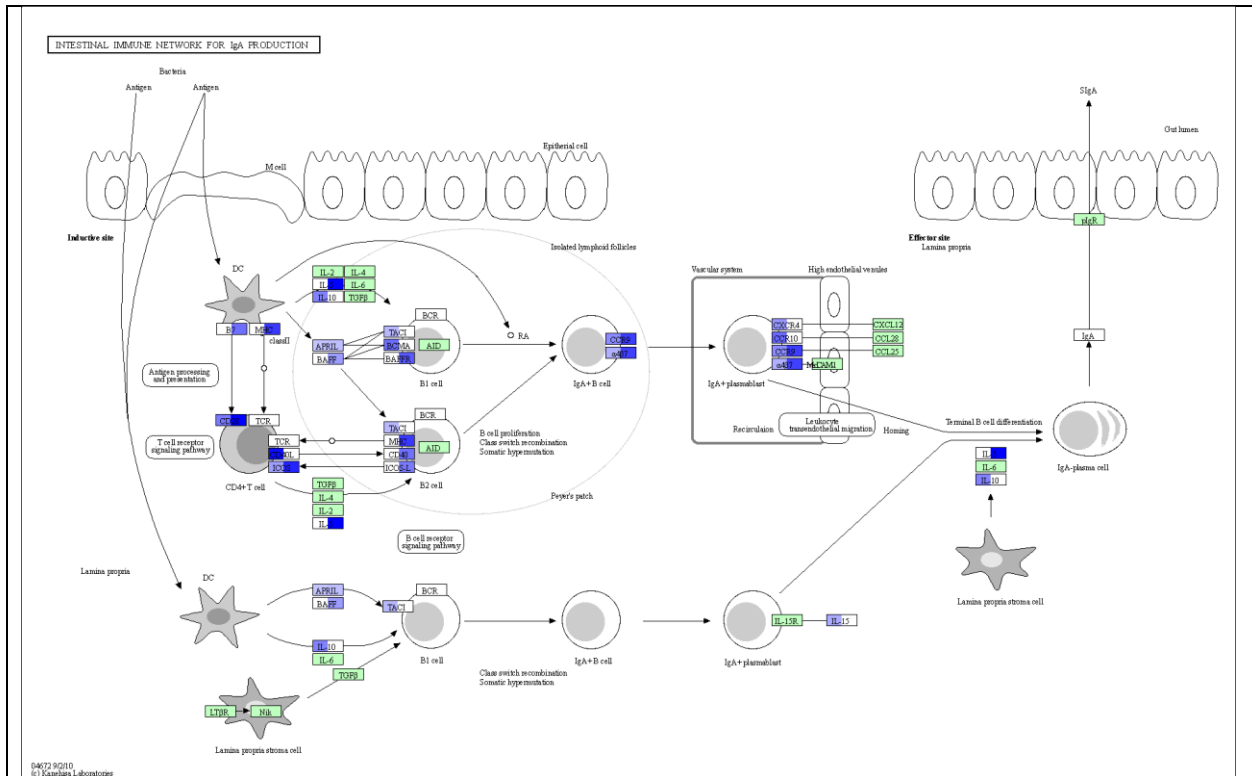 INTESTINAL IMMUNE NETWORK FOR IgA PRODUCTION
Bacteria
Antigen
Antigen
SIgA
Gut lumen
Epitherial cell
M cell
pIgR
Inductive site
Effector site
Lamina propria
Isolated lymphoid follicles
Vascular system
High endothelial venules
DC
IL-2
IL-4
IL-6
IL-10
TGFβ
RA
B7
MHC
classII
BCR
TACI
APRIL
BCMA
BAFF
BAFFR
AID
B1 cell
CCR9
α4β7
IgA+ B cell
CXCR4
CCR10
CCR9
α4β7
CXCL12
CCL28
CCL25
IgA+ plasmablast
IgA
Antigen processing
and presentation
T cell receptor
signaling pathway
TCR
TCR
CD40L
ICOS
CD4+ T cell
BCR
TACI
MHC
CD40
ICOS-L
AID
B2 cell
B cell proliferation
Class switch recombination
Somatic hypermutation
Recirculaion
Leukocyte
transendothelial migration
Homing
Terminal B cell differentiation
IgA-plasma cell
TGFβ
IL-4
IL-2
Peyer's patch
IL-6
IL-10
B cell receptor
signaling pathway
Lamina propria
DC
APRIL
BAFF
TACI
BCR
IL-10
IL-6
TGFβ
B1 cell
IgA+ B cell
IL-15R
IL-15
IgA+ plasmablast
Lamina propria stroma cell
Class switch recombination
Somatic hypermutation
LTβR
Nik
Lamina propria stroma cell
04672 9/2/10
(c) Kanehisa Laboratories